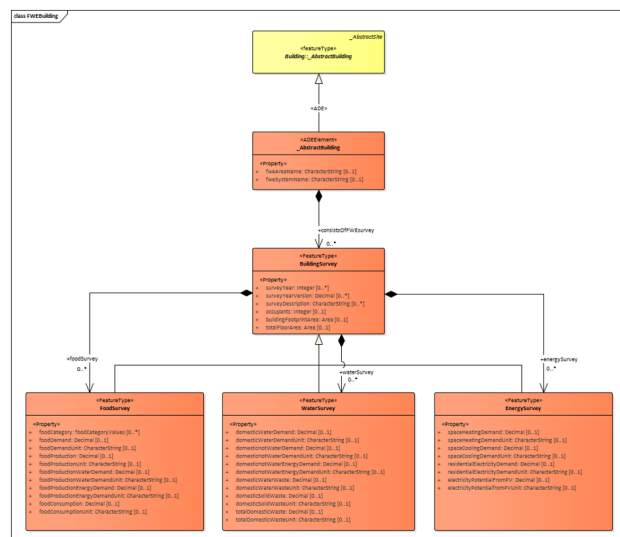 class FWEBuilding
_AbstractSite
«featureType»
Building::_AbstractBuilding
«ADE»
«ADEElement»
_AbstractBuilding
«Property»
+ fweAreaName: CharacterString [0..1]
+ fweSystemName: CharacterString [0..1]
+consistsOfFWEsurvey
0..*
«FeatureType»
BuildingSurvey
«Property»
+ surveyYear: Integer [0..*]
+ surveyYearVersion: Decimal [0..*]
+ surveyDescription: CharacterString [0..*]
+ occupants: Integer [0..1]
+ buildingFootprintArea: Area [0..1]
+ totalFloorArea: Area [0..1]
+foodSurvey
0..*
+waterSurvey
0..*
+energySurvey
0..*
«FeatureType»
FoodSurvey
«Property»
+ foodCategory: foodCategoryValues [0..*]
+ foodDemand: Decimal [0..1]
+ foodDemandUnit: CharacterString [0..1]
+ foodProduction: Decimal [0..1]
+ foodProductionUnit: CharacterString [0..1]
+ foodProductionWaterDemand: Decimal [0..1]
+ foodProductionWaterDemandUnit: CharacterString [0..1]
+ foodProductionEnergyDemand: Decimal [0..1]
+ foodProductionEnergyDemandUnit: CharacterString [0..1]
+ foodConsumption: Decimal [0..1]
+ foodConsumptionUnit: CharacterString [0..1]
«FeatureType»
WaterSurvey
«Property»
+ domesticWaterDemand: Decimal [0..1]
+ domesticWaterDemandUnit: CharacterString [0..1]
+ domesticHotWaterDemand: Decimal [0..1]
+ domesticHotWaterDemandUnit: CharacterString [0..1]
+ domesticHotWaterEnergyDemand: Decimal [0..1]
+ domesticHotWaterEnergyDemandUnit: CharacterString [0..1]
+ domesticWaterWaste: Decimal [0..1]
+ domesticWaterWasteUnit: CharacterString [0..1]
+ domesticSolidWaste: Decimal [0..1]
+ domesticSolidWasteUnit: CharacterString [0..1]
+ totalDomesticWaste: Decimal [0..1]
+ totalDomesticWasteUnit: CharacterString [0..1]
«FeatureType»
EnergySurvey
«Property»
+ spaceHeatingDemand: Decimal [0..1]
+ spaceHeatingDemandUnit: CharacterString [0..1]
+ spaceCoolingDemand: Decimal [0..1]
+ spaceCoolingDemandUnit: CharacterString [0..1]
+ residentialElectricityDemand: Decimal [0..1]
+ residentialElectricityDemandUnit: CharacterString [0..1]
+ electricityPotentialFromPV: Decimal [0..1]
+ electricityPotentialFromPVUnit: CharacterString [0..1]